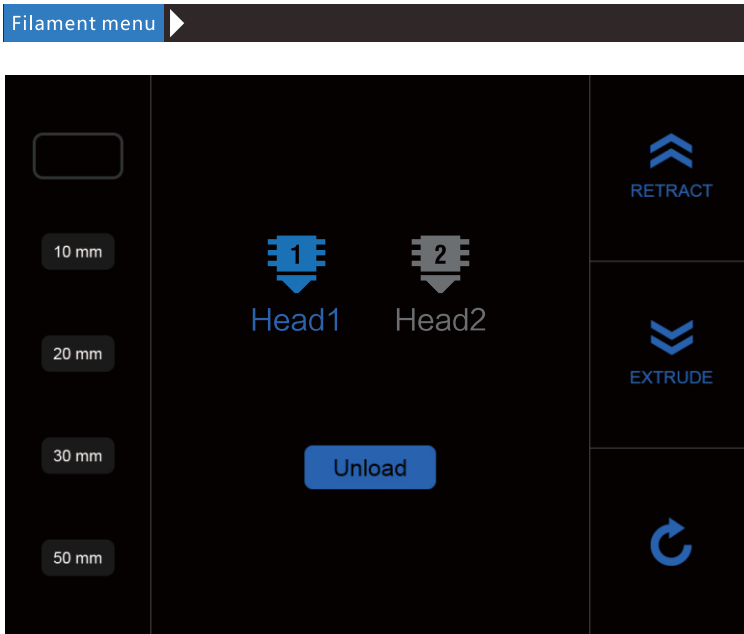 Filament menu
10 mm
20 mm
30 mm
50 mm
1
2
Head1
Head2
Unload
RETRACT
EXTRUDE